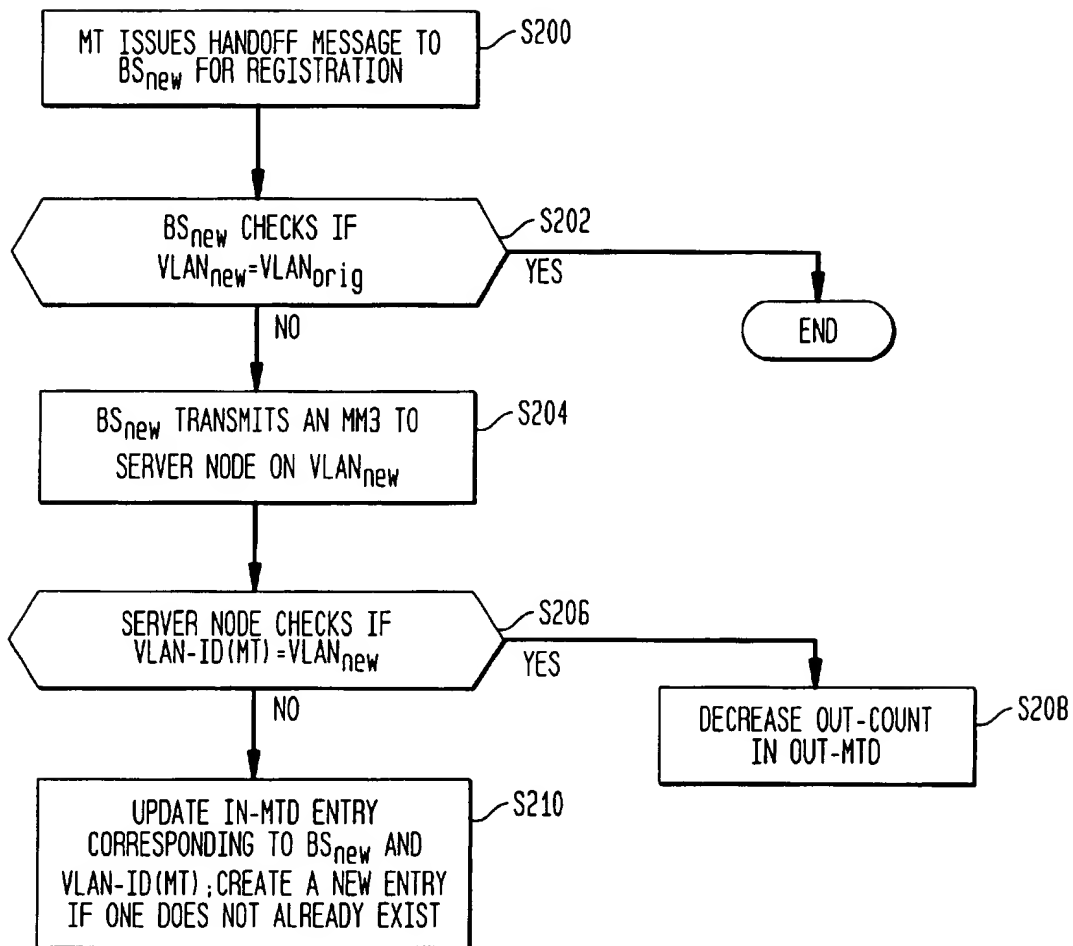 MT ISSUES HANDOFF MESSAGE TO
BSnew FOR REGISTRATION
S200
BSnew CHECKS IF
VLANnew=VLANorig
S202
YES
NO
END
BSnew TRANSMITS AN MM3 TO
SERVER NODE ON VLANnew
S204
SERVER NODE CHECKS IF
VLAN-ID(MT)=VLANnew
S206
YES
NO
DECREASE OUT-COUNT
IN OUT-MTD
S208
UPDATE IN-MTD ENTRY
CORRESPONDING TO BSnew AND
VLAN-ID(MT);CREATE A NEW ENTRY
IF ONE DOES NOT ALREADY EXIST
S210